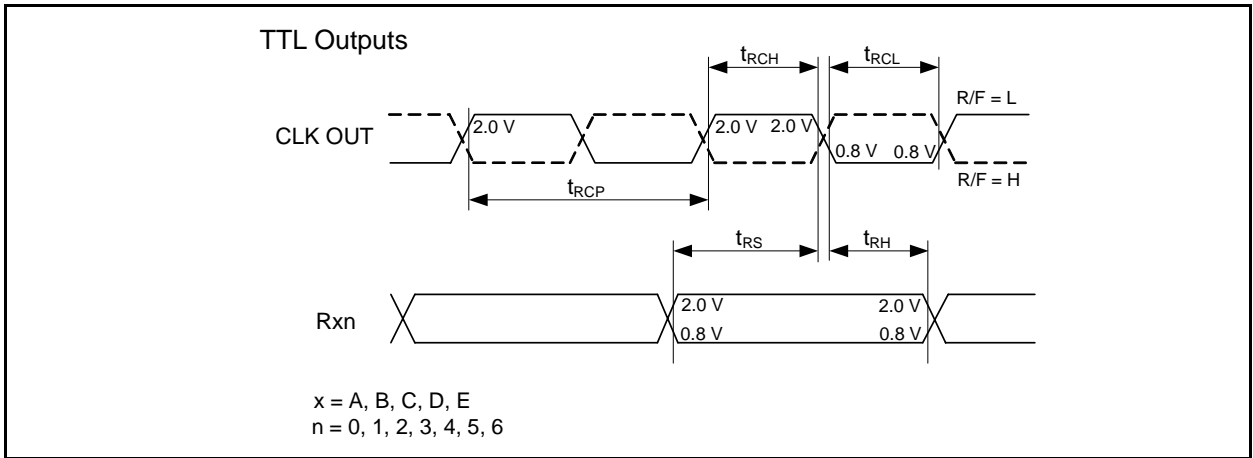 TTL Outputs
tRCH
tRCL
R/F = L
CLK OUT
2.0 V
2.0 V
2.0 V
0.8 V
0.8 V
R/F = H
tRCP
tRS
tRH
Rxn
2.0 V
2.0 V
0.8 V
0.8 V
x = A, B, C, D, E
n = 0, 1, 2, 3, 4, 5, 6